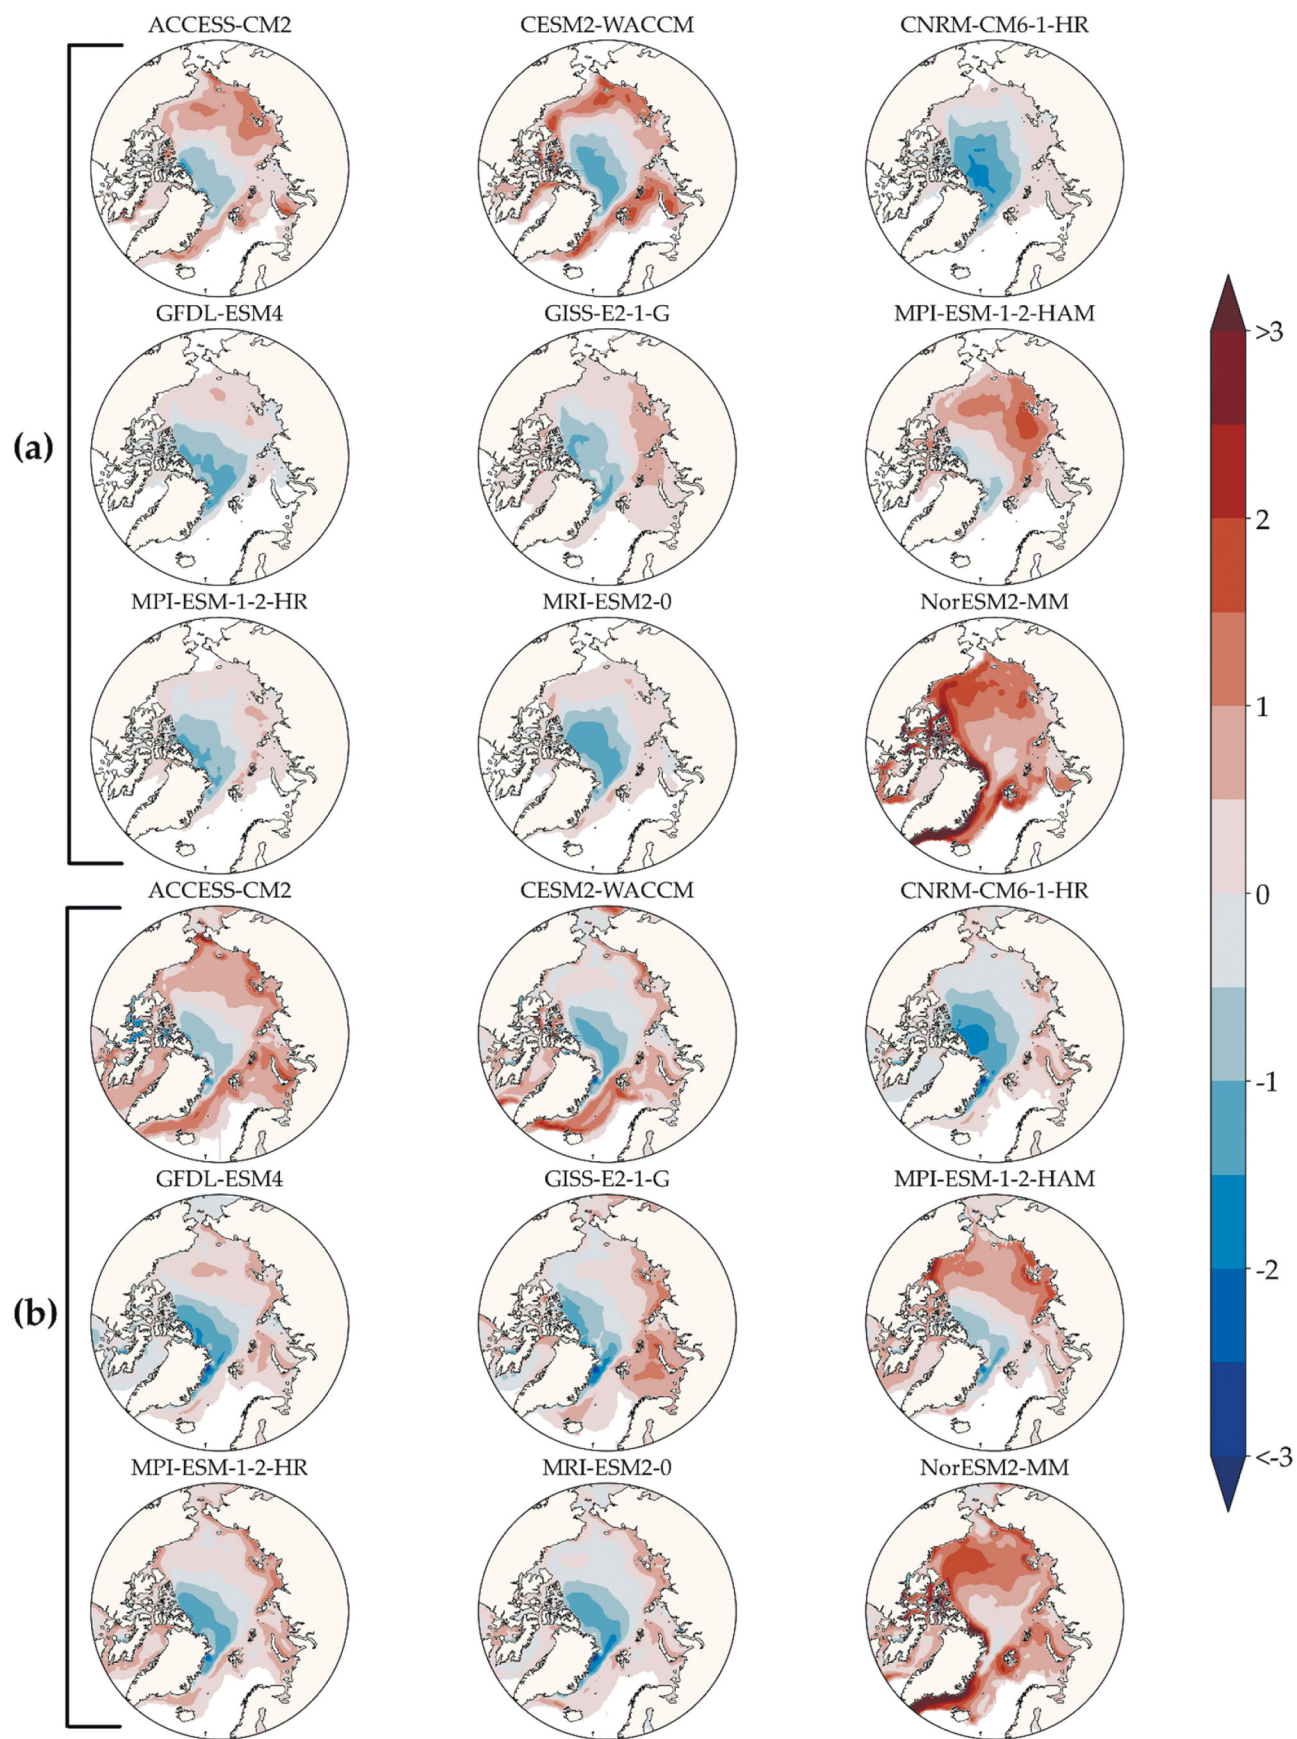 ACCESS-CM2 CESM2-WACCM CNRM-CM6-1-HR
GFDL-ESM4 GISS-E2-1-G MPI-ESM-1-2-HAM
>3
(a)
2
MPI-ESM-1-2-HR MRI-ESM2-0 NorESM2-MM
1
ACCESS-CM2 CESM2-WACCM CNRM-CM6-1-HR
0
-1
GFDL-ESM4 GISS-E2-1-G MPI-ESM-1-2-HAM
-2
(b)
MPI-ESM-1-2-HR MRI-ESM2-0 NorESM2-MM
<-3